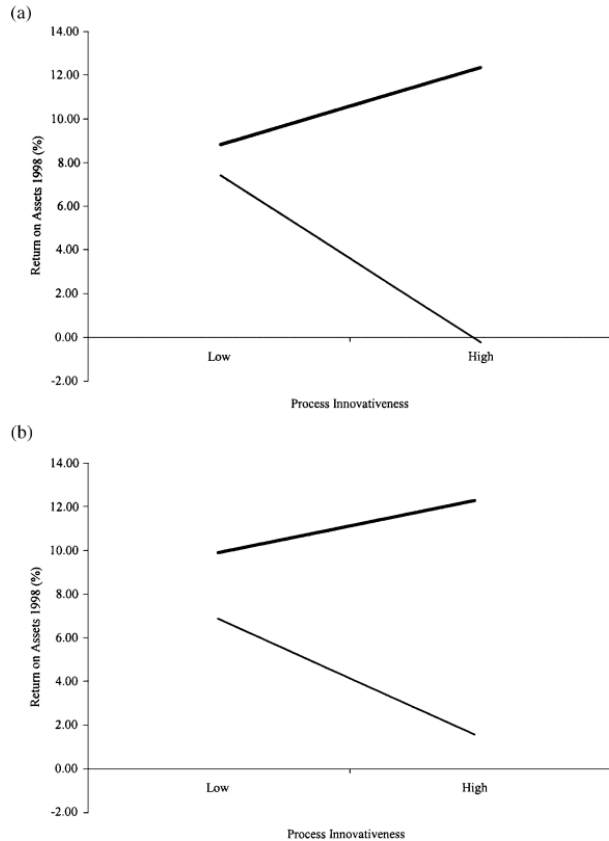 (a)
14.00
12.00
10.00
8.00
6.00
4.00
2.00
0.00
-2.00
Return on Assets 1998 (%)
Low High
Process Innovativeness
(b)
14.00
12.00
10.00
8.00
6.00
4.00
2.00
0.00
-2.00
Return on Assets 1998 (%)
Low High
Process Innovativeness